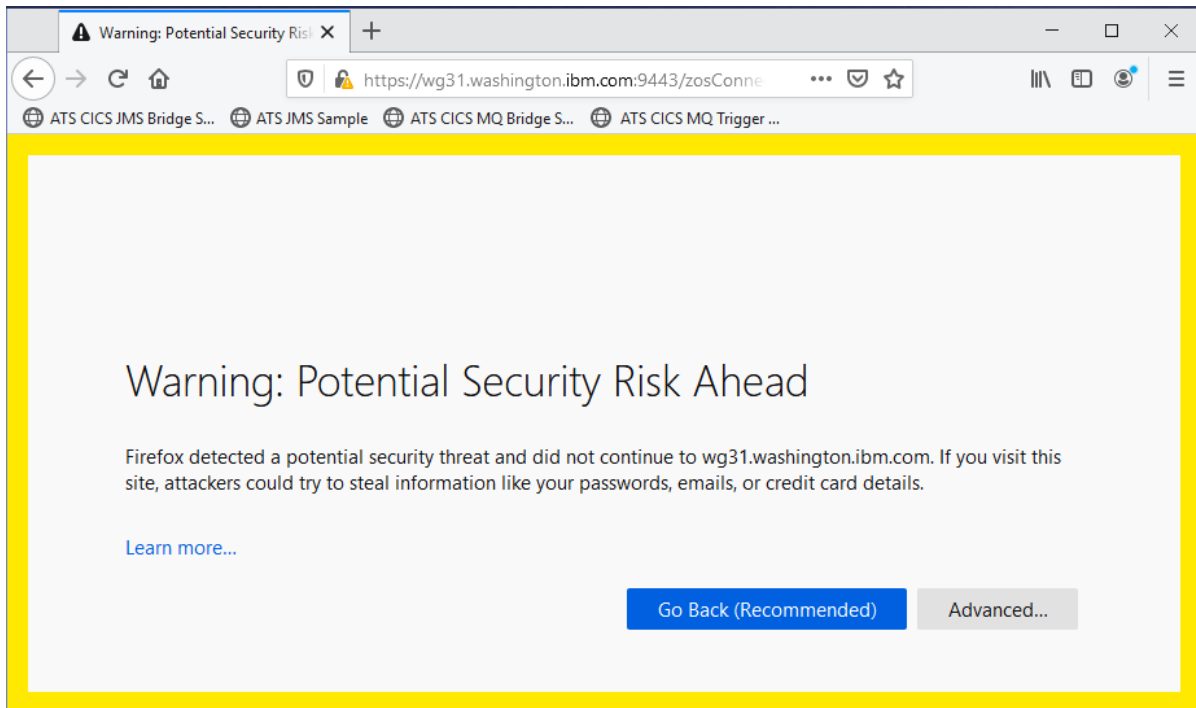 Warning: Potential Security Ris
https://wg31.washington.ibm.com:9443/zosConne
ATS CICS JMS Bridge S... ATS JMS Sample ATS CICS MQ Bridge S... ATS CICS MQ Trigger ...
Warning: Potential Security Risk Ahead
Firefox detected a potential security threat and did not continue to wg31.washington.ibm.com. If you visit this
site, attackers could try to steal information like your passwords, emails, or credit card details.
Learn more...
Go Back (Recommended) Advanced...